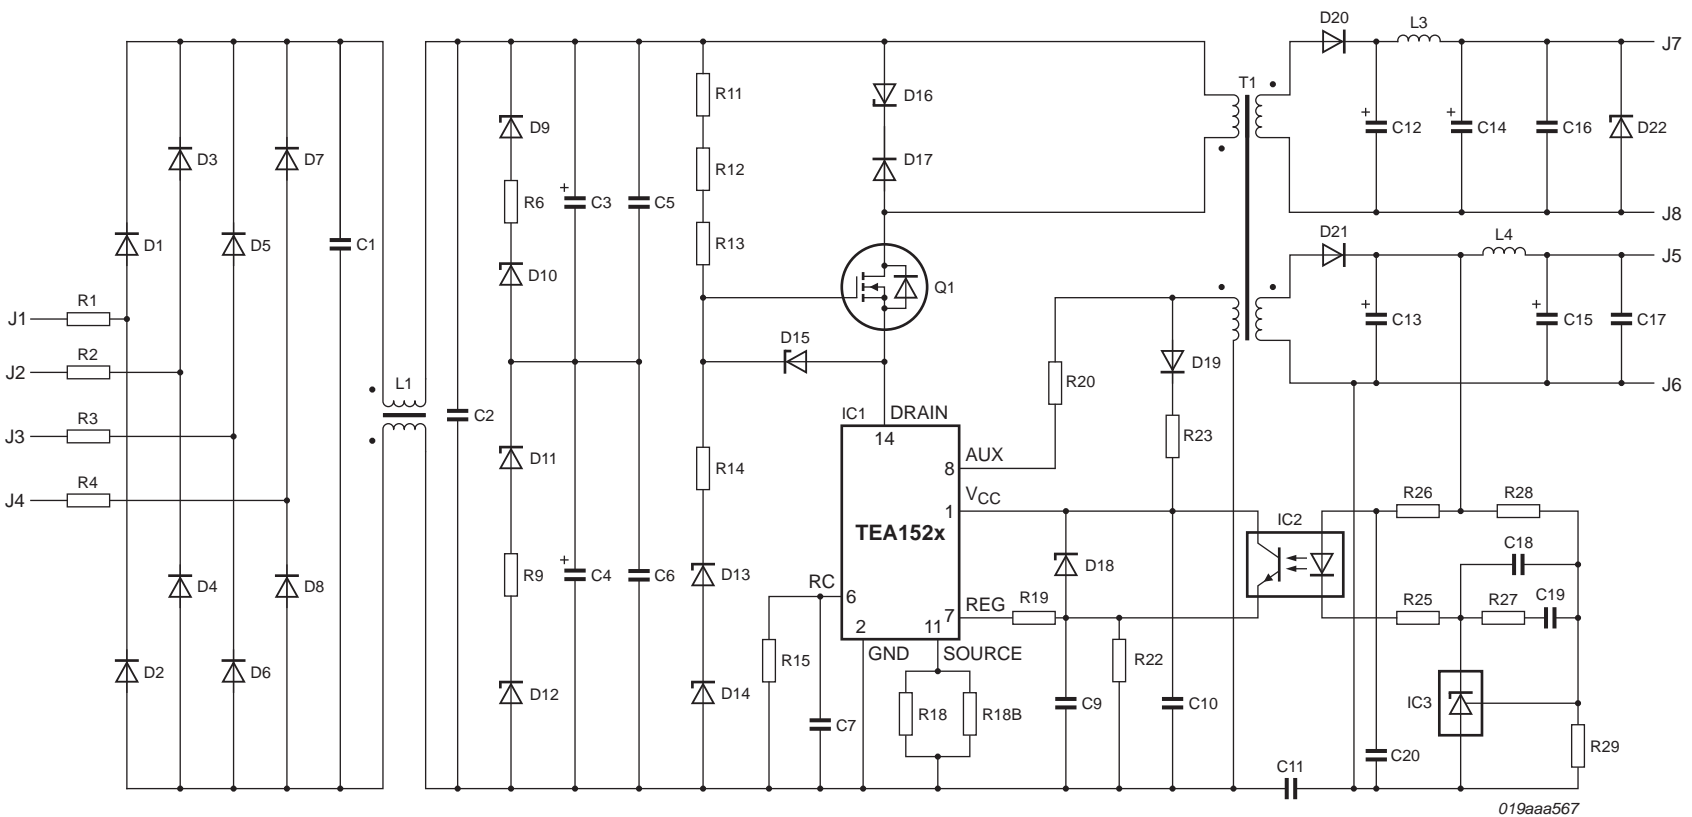 D20
L3
J7
T1
R11
D16
D9
C12
C14
C16
D22
D3
D7
D17
R12
R6
C3
C5
J8
D21
L4
D1
D5
C1
R13
J5
D10
Q1
R1
J1
D15
C13
C15
C17
R2
J2
D19
R20
L1
J6
C2
IC1
DRAIN
R3
14
J3
R23
D11
R14
AUX
8
R4
J4
VCC
1
R26
R28
IC2
TEA152x
C18
D4
D8
R9
C4
C6
D13
RC
6
D18
REG
7
R19
R25
R27
C19
2
11
GND
SOURCE
R15
R22
D2
D6
D12
D14
IC3
C7
R18
R18B
C9
C10
R29
C20
C11
019aaa567
+
+
+
+
+
+